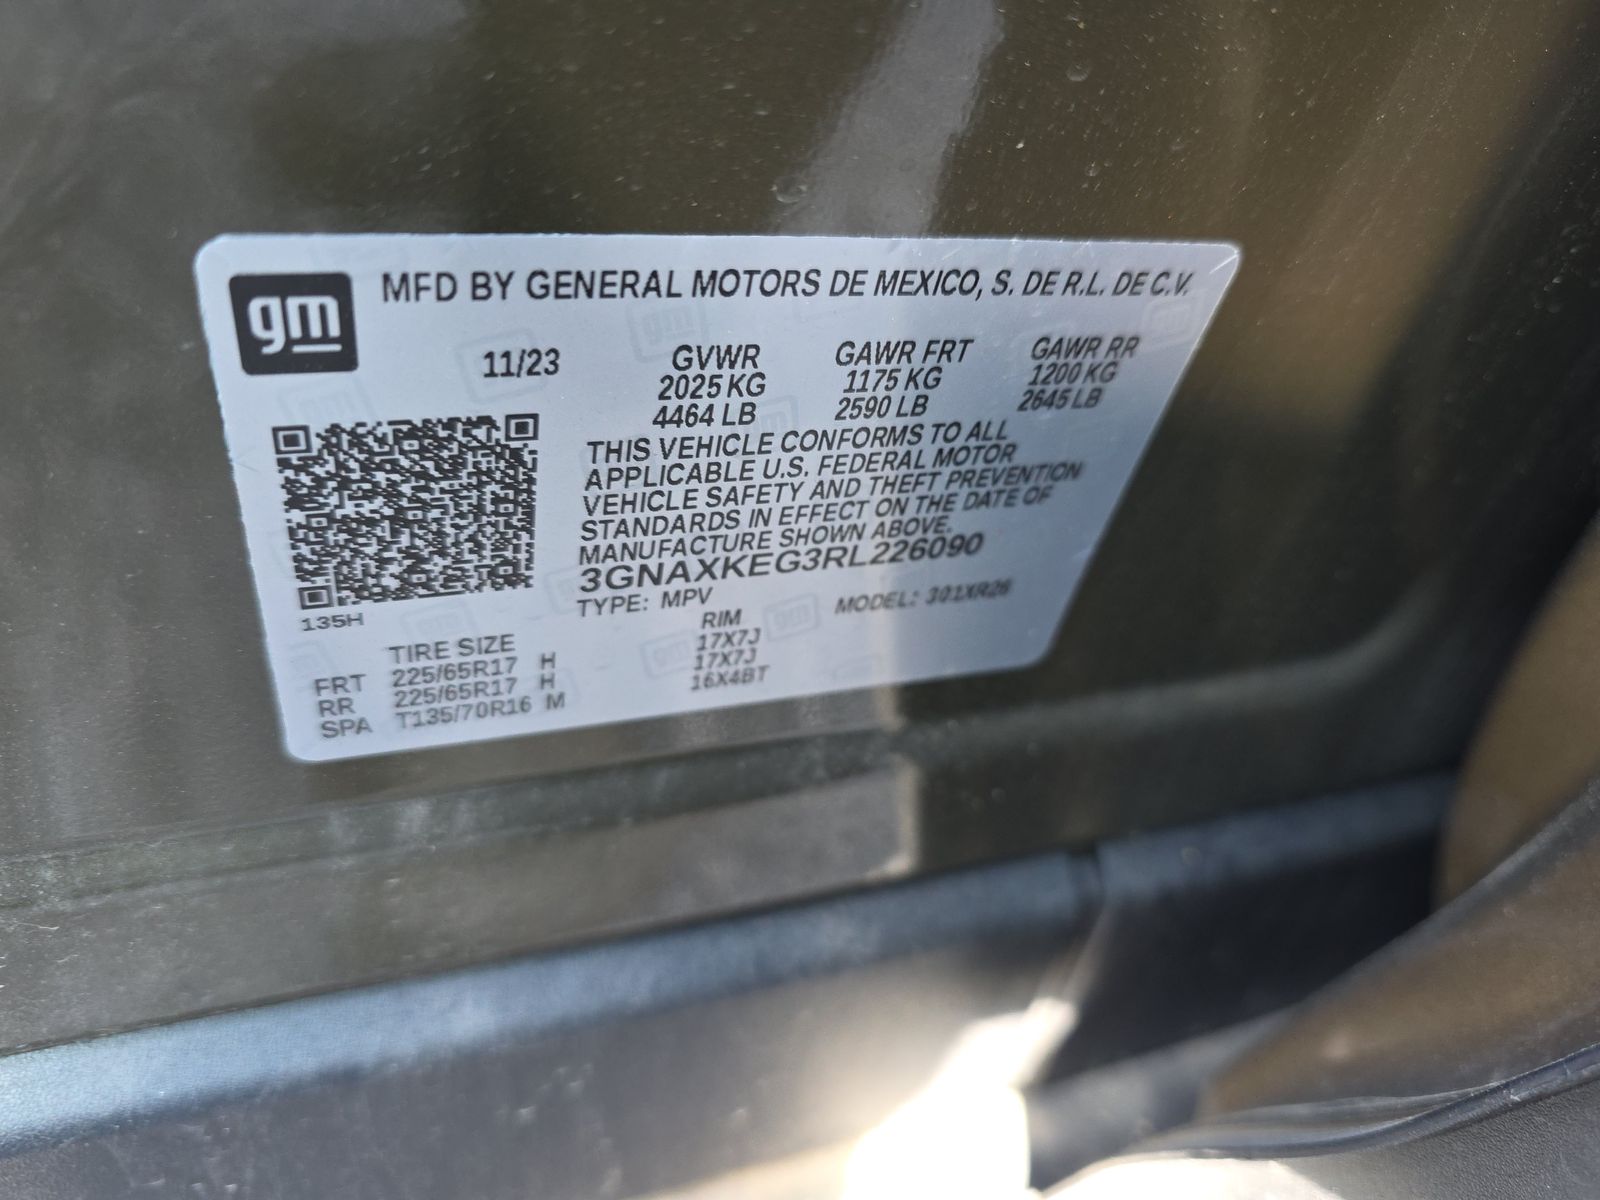 gm
MFD BY GENERAL MOTORS DE MEXICO, S. DE R.L. DE C.V.
11/23 GVWR GAWR FRT GAWR RR
2025 KG 1175 KG 1200 KG
4464 LB 2590 LB 2645 LB
THIS VEHICLE CONFORMS TO ALL
APPLICABLE U.S. FEDERAL MOTOR
VEHICLE SAFETY AND THEFT PREVENTION
STANDARDS IN EFFECT ON THE DATE OF
MANUFACTURE SHOWN ABOVE.
3GNAXKEG3RL226090
TYPE: MPV MODEL: 301XR26
135H
TIRE SIZE RIM
FRT 225/65R17 H 17X7J
RR 225/65R17 H 17X7J
SPA T135/70R16 M 16X4BT